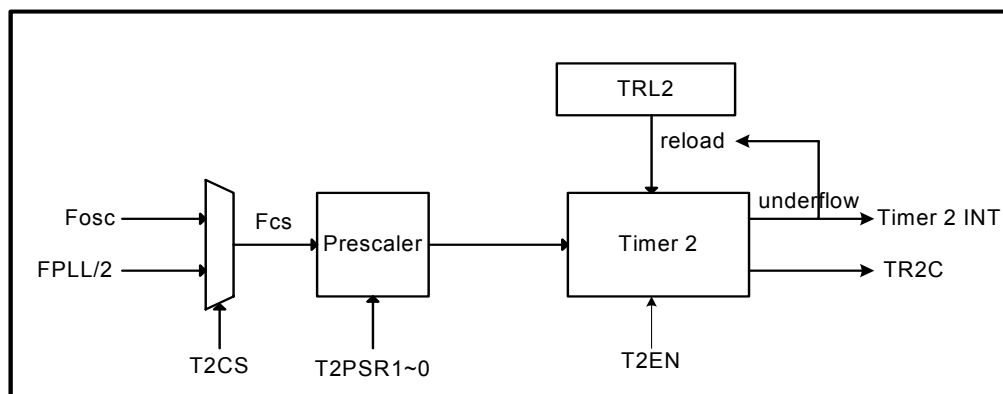 TRL2
reload
underflow
Fosc
Fcs
Prescaler
Timer 2
Timer 2 INT
FPLL/2
TR2C
T2CS
T2PSR1~0
T2EN